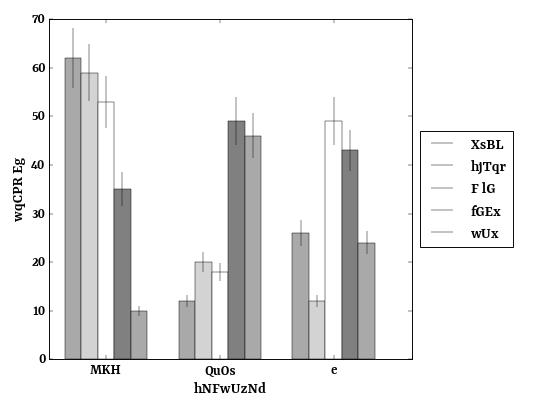 70
60
50
40
30
20
10
0
wqCPR Eg
MKH QuOs e
hNFwUzNd
XsBL
hJTqr
F lG
fGEx
wUx